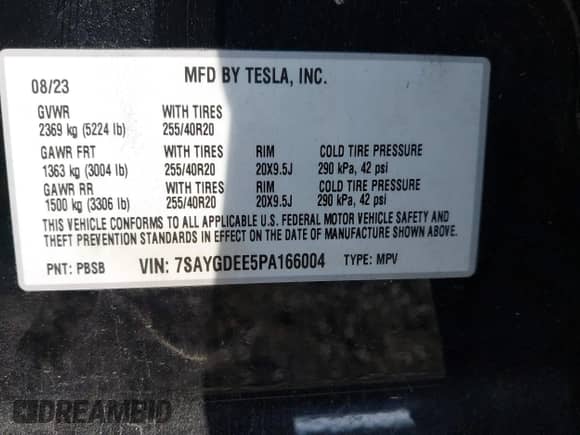 MFD BY TESLA, INC.
08/23
GVWR WITH TIRES
2369 kg (5224 lb) 255/40R20
GAWR FRT WITH TIRES RIM COLD TIRE PRESSURE
1363 kg (3004 lb) 255/40R20 20X9.5J 290 kPa, 42 psi
GAWR RR WITH TIRES RIM COLD TIRE PRESSURE
1500 kg (3306 lb) 255/40R20 20X9.5J 290 kPa, 42 psi
THIS VEHICLE CONFORMS TO ALL APPLICABLE U.S. FEDERAL MOTOR VEHICLE SAFETY AND
THEFT PREVENTION STANDARDS IN EFFECT ON THE DATE OF MANUFACTURE SHOWN ABOVE.
PNT: PBSB VIN: 7SAYGDEE5PA166004 TYPE: MPV
DREAMBID